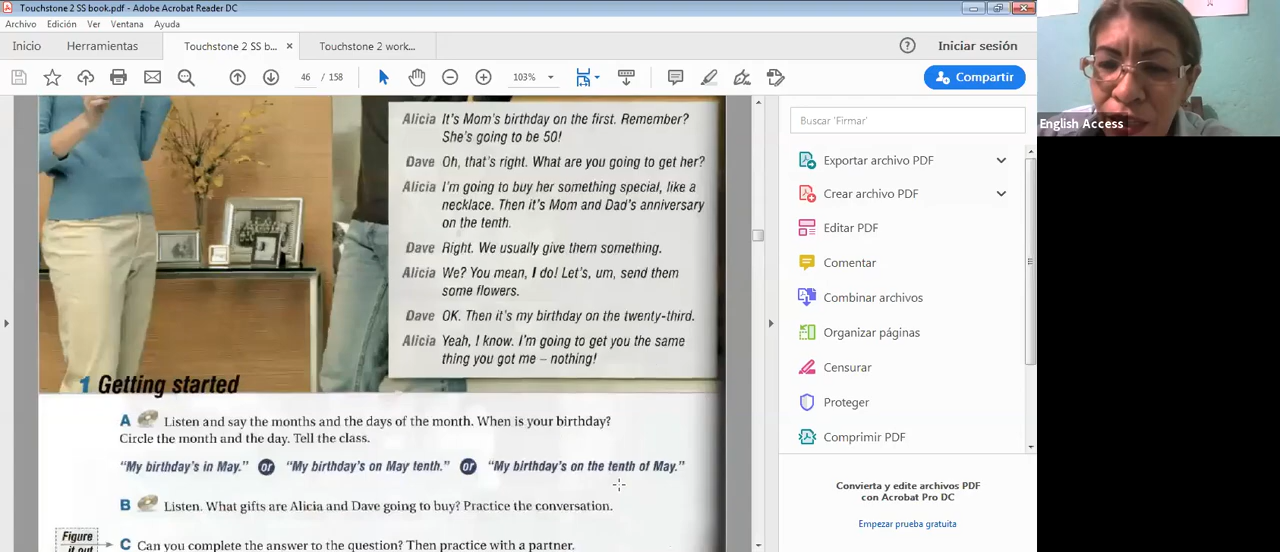 Touchstone 2 SS book.pdf - Adobe Acrobat Reader DC
Archivo Edición Ver Ventana Ayuda
Inicio Herramientas Touchstone 2 SS b... × Touchstone 2 work... Iniciar sesión
46 / 158 103% Compartir
Alicia It's Mom's birthday on the first. Remember?
She's going to be 50!
Dave Oh, that's right. What are you going to get her?
Alicia I'm going to buy her something special, like a
necklace. Then it's Mom and Dad's anniversary
on the tenth.
Dave Right. We usually give them something.
Alicia We? You mean, I do! Let's, um, send them
some flowers.
Dave OK. Then it's my birthday on the twenty-third.
Alicia Yeah, I know. I'm going to get you the same
thing you got me – nothing!
1 Getting started
A Listen and say the months and the days of the month. When is your birthday?
Circle the month and the day. Tell the class.
"My birthday's in May." or "My birthday's on May tenth." or "My birthday's on the tenth of May."
B Listen. What gifts are Alicia and Dave going to buy? Practice the conversation.
Figure
it out
C Can you complete the answer to the question? Then practice with a partner.
Buscar 'Firmar'
Exportar archivo PDF
Crear archivo PDF
Editar PDF
Comentar
Combinar archivos
Organizar páginas
Censurar
Proteger
Comprimir PDF
Convierta y edite archivos PDF
con Acrobat Pro DC
Empezar prueba gratuita
English Access